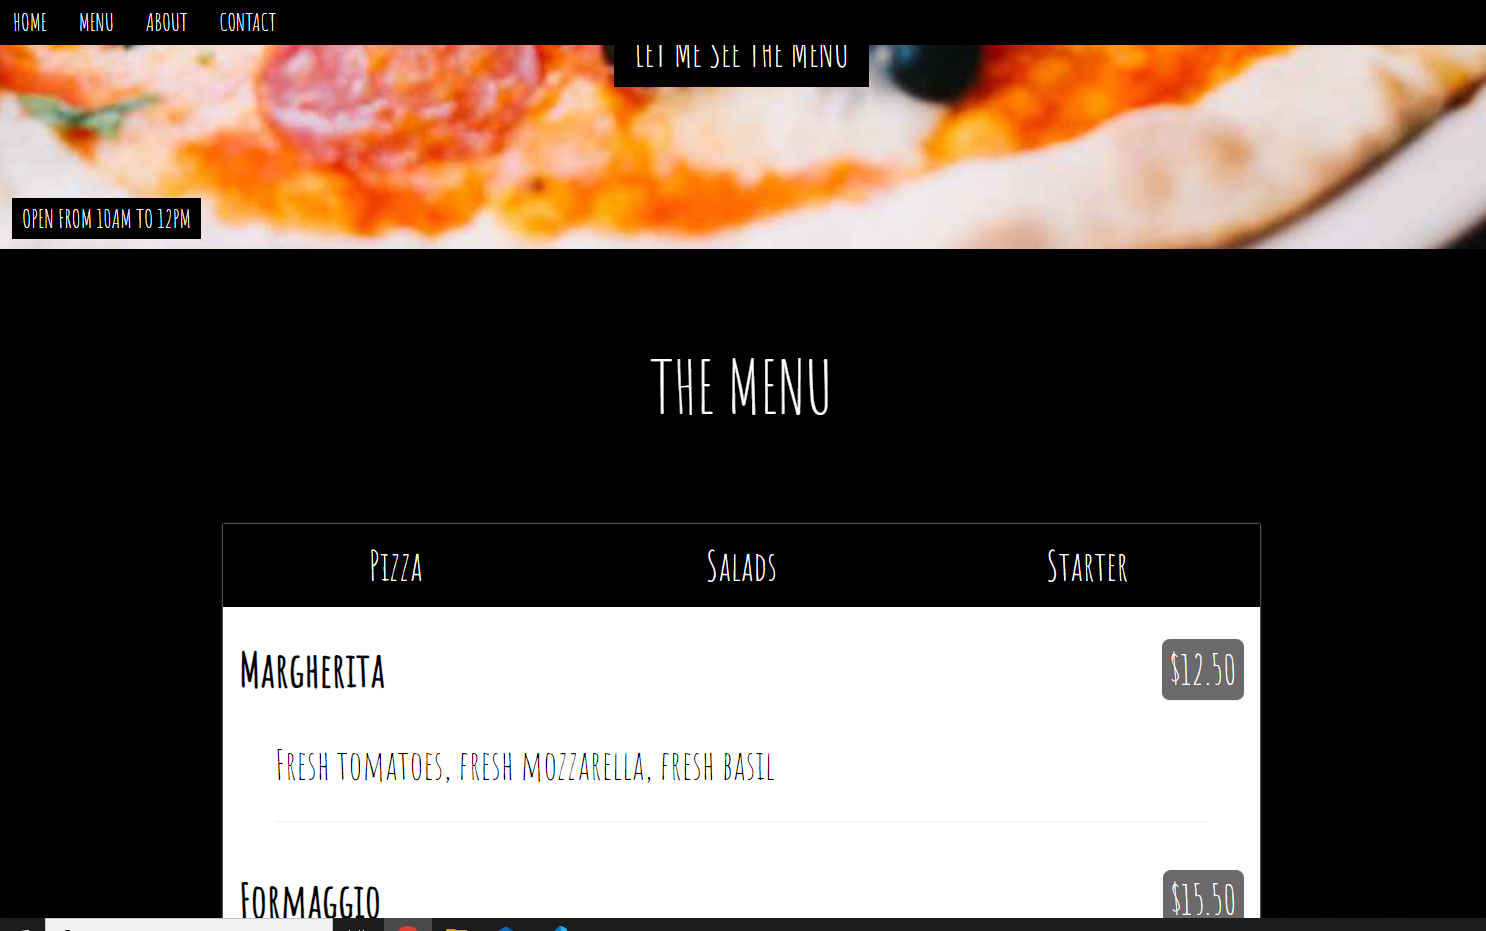 HOME MENU ABOUT CONTACT
LET ME SEE THE MENU
OPEN FROM 10AM TO 12PM
THE MENU
Pizza Salads Starter
Margherita $12.50
Fresh tomatoes, fresh mozzarella, fresh basil
Formaggio $15.50